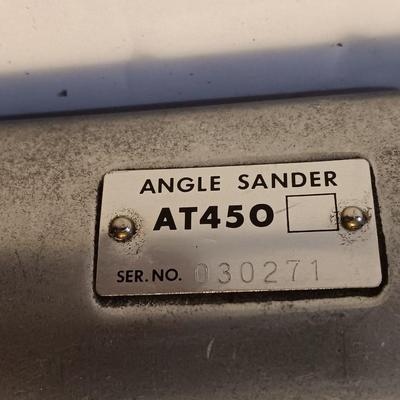 ANGLE SANDER
AT450
SER. NO. 030271